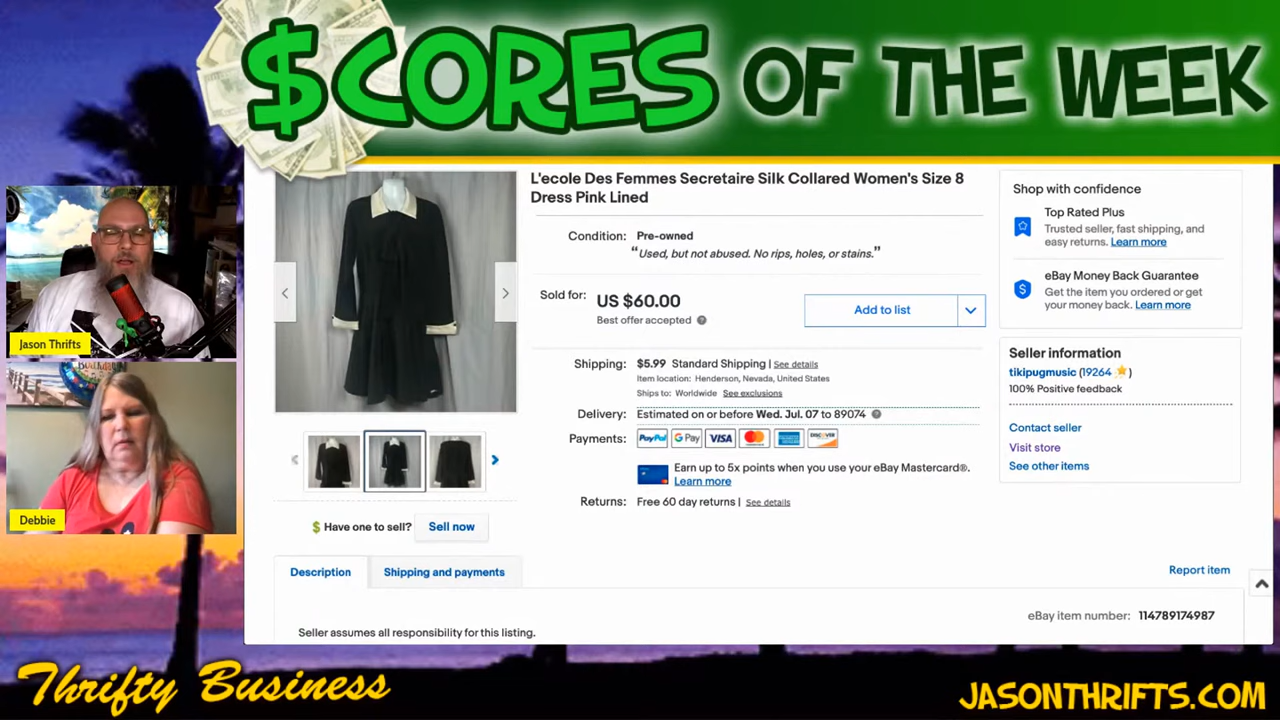 $CORES OF THE WEEK
L'ecole Des Femmes Secretaire Silk Collared Women's Size 8
Dress Pink Lined
Condition: Pre-owned
“Used, but not abused. No rips, holes, or stains.”
Sold for: US $60.00
Best offer accepted
Add to list
Shipping: $5.99 Standard Shipping | See details
Item location: Henderson, Nevada, United States
Ships to: Worldwide See exclusions
Delivery: Estimated on or before Wed. Jul. 07 to 89074
Payments: PayPal G Pay VISA
Earn up to 5x points when you use your eBay Mastercard®.
Learn more
Returns: Free 60 day returns | See details
Shop with confidence
Top Rated Plus
Trusted seller, fast shipping, and
easy returns. Learn more
eBay Money Back Guarantee
Get the item you ordered or get
your money back. Learn more
Seller information
tikipugmusic (19264 )
100% Positive feedback
Contact seller
Visit store
See other items
Jason Thrifts
Debbie
$ Have one to sell? Sell now
Description
Shipping and payments
Report item
eBay item number: 114789174987
Seller assumes all responsibility for this listing.
Thrifty Business
JASONTHRIFTS.COM